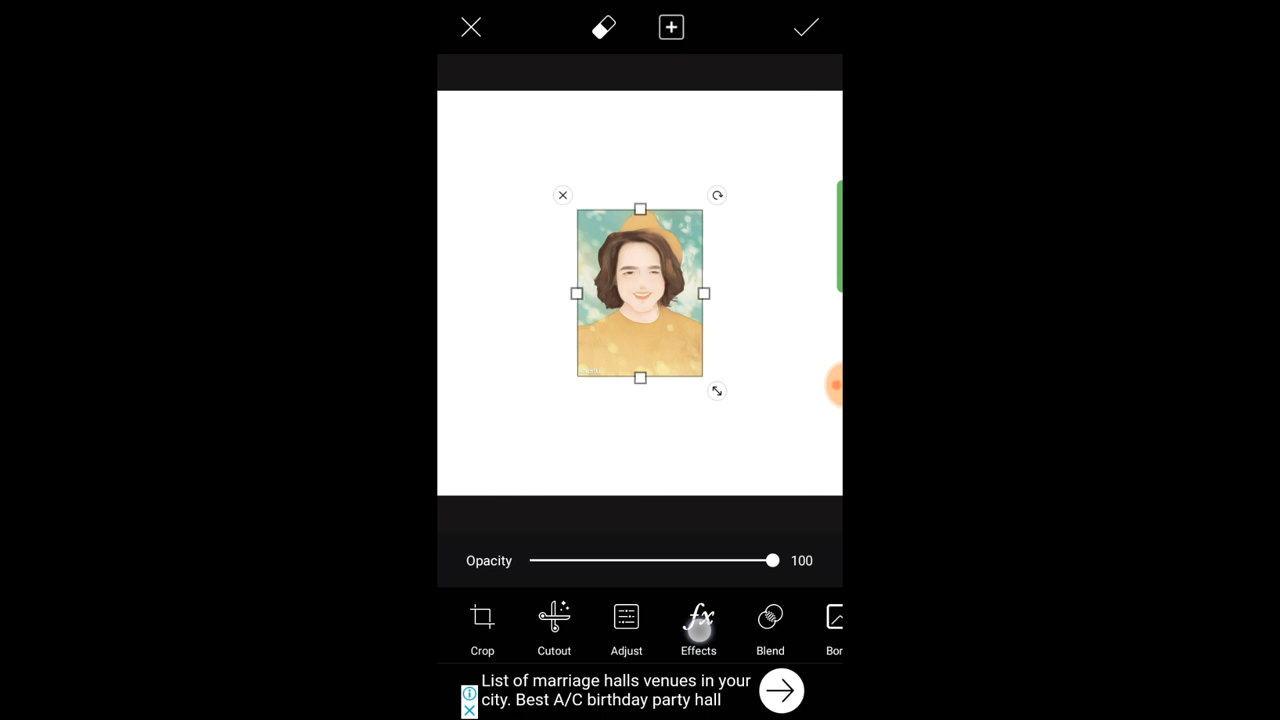 Opacity 100
Crop Cutout Adjust Effects Blend Bor
List of marriage halls venues in your
city. Best A/C birthday party hall